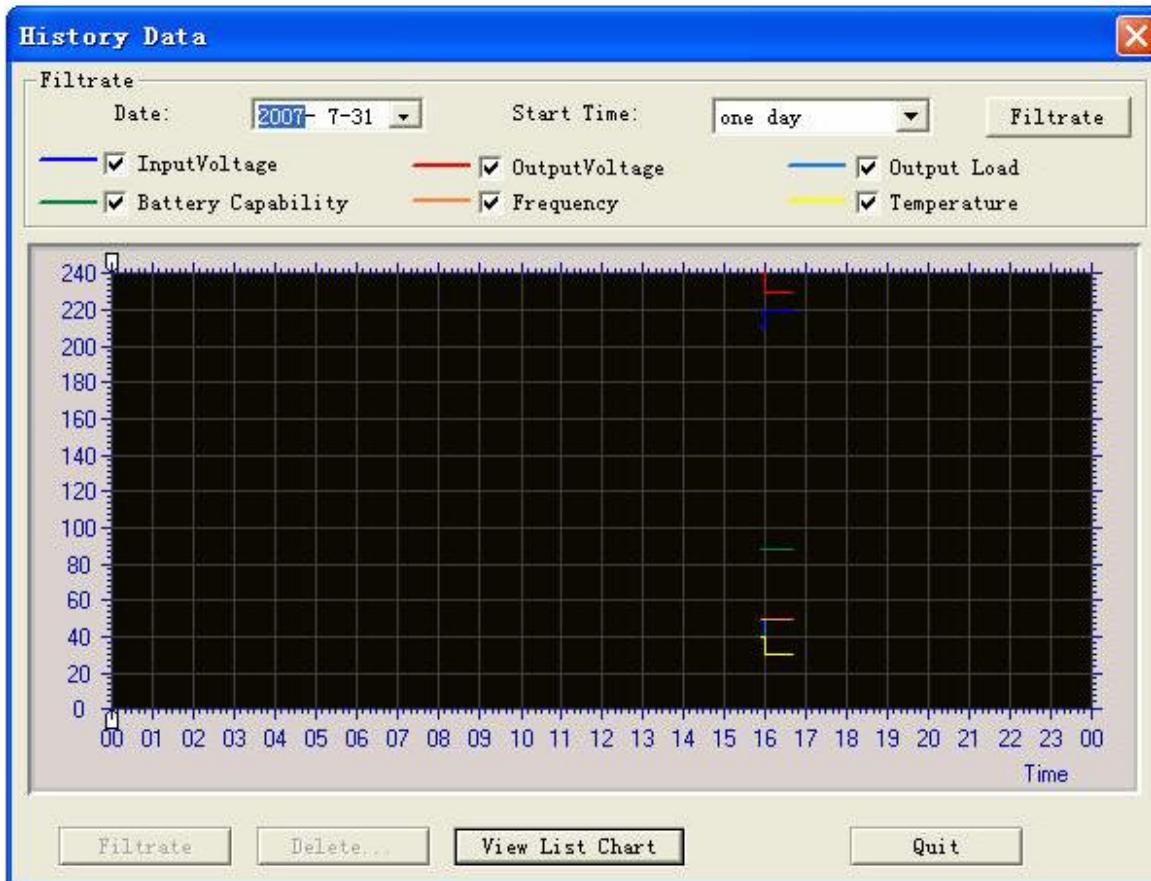 History Data
Filtrate
Date: 2007- 7-31 Start Time: one day Filtrate
InputVoltage OutputVoltage Output Load
Battery Capability Frequency Temperature
240
220
200
180
160
140
120
100
80
60
40
20
0
00 01 02 03 04 05 06 07 08 09 10 11 12 13 14 15 16 17 18 19 20 21 22 23 00
Time
Filtrate Delete... View List Chart Quit